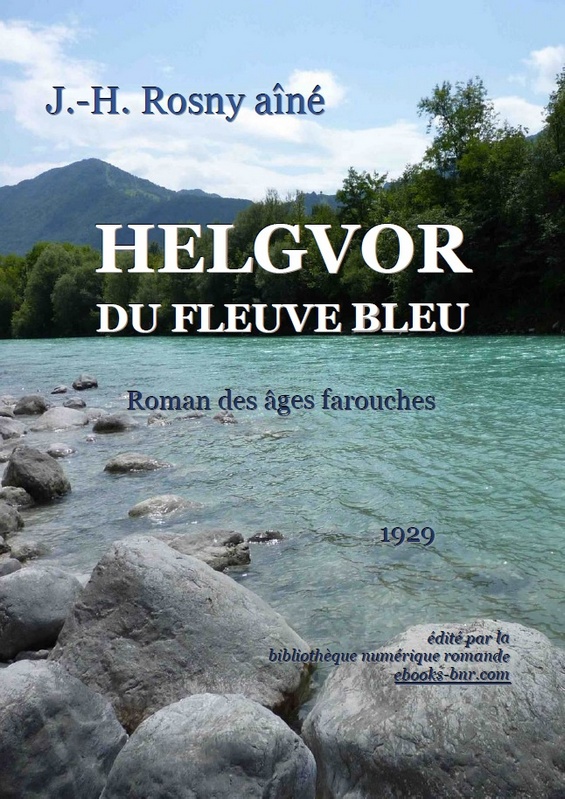 J.-H. Rosny aîné
HELGVOR
DU FLEUVE BLEU
Roman des âges farouches
1929
édité par la
bibliothèque numérique romande
ebooks-bnr.com